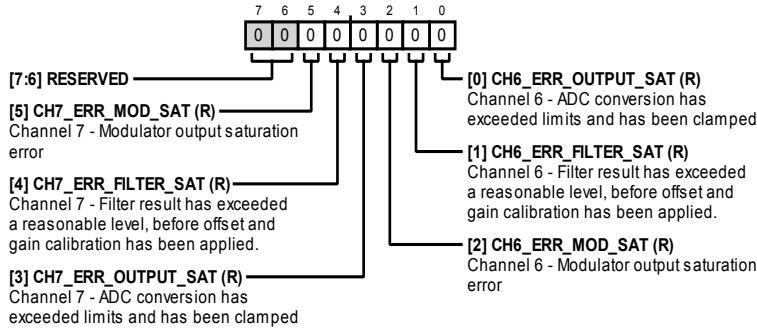 7 6 5 4 3 2 1 0
0 0 0 0 0 0 0 0
[7:6] RESERVED
[5] CH7_ERR_MOD_SAT (R)
Channel 7 - Modulator output saturation
error
[4] CH7_ERR_FILTER_SAT (R)
Channel 7 - Filter result has exceeded
a reasonable level, before offset and
gain calibration has been applied.
[3] CH7_ERR_OUTPUT_SAT (R)
Channel 7 - ADC conversion has
exceeded limits and has been clamped
[0] CH6_ERR_OUTPUT_SAT (R)
Channel 6 - ADC conversion has
exceeded limits and has been clamped
[1] CH6_ERR_FILTER_SAT (R)
Channel 6 - Filter result has exceeded
a reasonable level, before offset and
gain calibration has been applied.
[2] CH6_ERR_MOD_SAT (R)
Channel 6 - Modulator output saturation
error